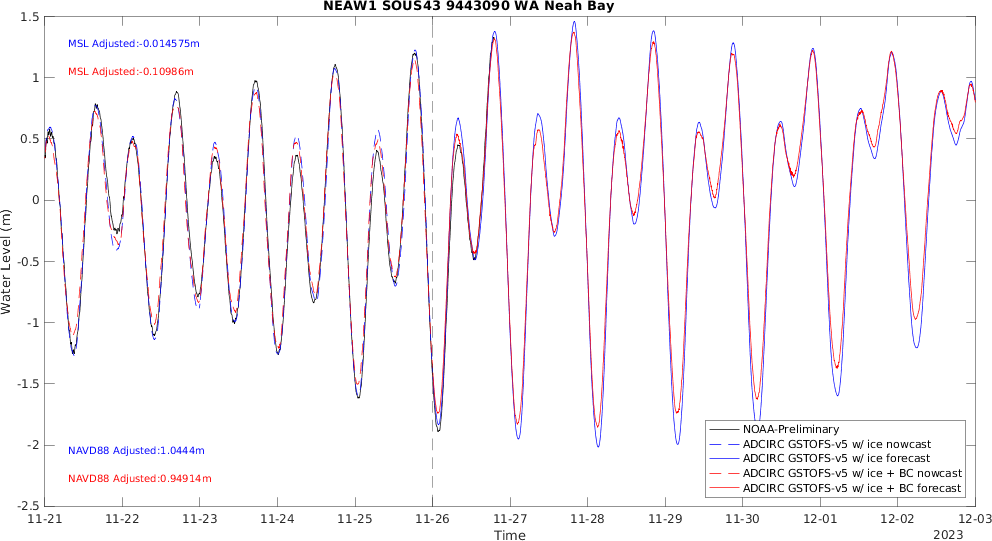 NEAW1 SOUS43 9443090 WA Neah Bay
MSL Adjusted:-0.014575m
MSL Adjusted:-0.10986m
NAVD88 Adjusted:1.0444m
NAVD88 Adjusted:0.94914m
Water Level (m)
1.5
1
0.5
0
-0.5
-1
-1.5
-2
-2.5
NOAA-Preliminary
ADCIRC GSTOFS-v5 w/ ice nowcast
ADCIRC GSTOFS-v5 w/ ice forecast
ADCIRC GSTOFS-v5 w/ ice + BC nowcast
ADCIRC GSTOFS-v5 w/ ice + BC forecast
11-21 11-22 11-23 11-24 11-25 11-26 11-27 11-28 11-29 11-30 12-01 12-02 12-03
Time
2023